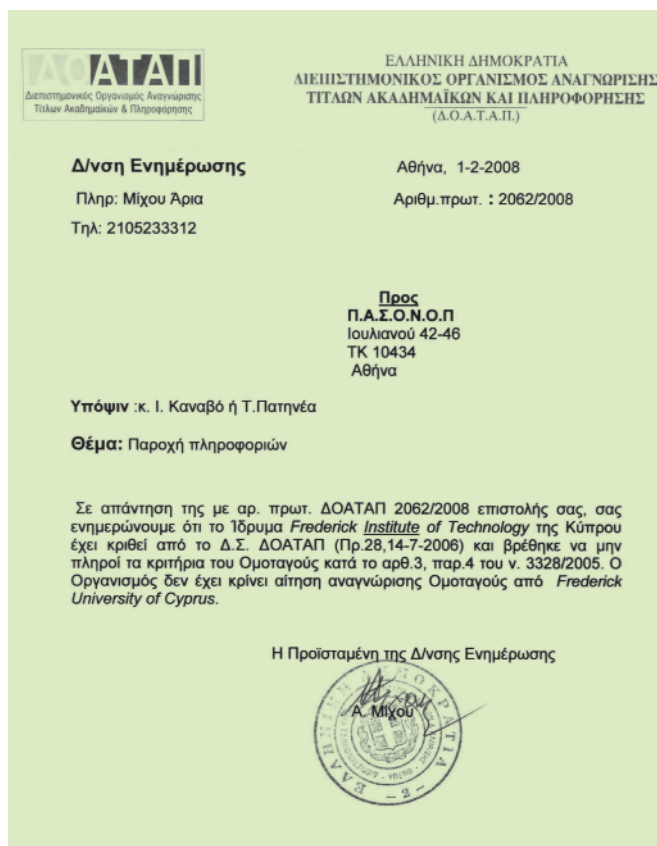 ΔΟΑΤΑΠ
Διεπιστημονικός Οργανισμός Αναγνώρισης
Τίτλων Ακαδημαϊκών & Πληροφόρησης
ΕΛΛΗΝΙΚΗ ΔΗΜΟΚΡΑΤΙΑ
ΔΙΕΠΙΣΤΗΜΟΝΙΚΟΣ ΟΡΓΑΝΙΣΜΟΣ ΑΝΑΓΝΩΡΙΣΗΣ
ΤΙΤΛΩΝ ΑΚΑΔΗΜΑΪΚΩΝ ΚΑΙ ΠΛΗΡΟΦΟΡΗΣΗΣ
(Δ.Ο.Α.Τ.Α.Π.)
Δ/νση Ενημέρωσης
Αθήνα, 1-2-2008
Πληρ: Μίχου Άρια
Αριθμ.πρωτ. : 2062/2008
Τηλ: 2105233312
Προς
Π.Α.Σ.Ο.Ν.Ο.Π
Ιουλιανού 42-46
ΤΚ 10434
Αθήνα
Υπόψιν :κ. Ι. Καναβό ή Τ.Πατηνέα
Θέμα: Παροχή πληροφοριών
Σε απάντηση της με αρ. πρωτ. ΔΟΑΤΑΠ 2062/2008 επιστολής σας, σας
ενημερώνουμε ότι το Ίδρυμα Frederick Institute of Technology της Κύπρου
έχει κριθεί από το Δ.Σ. ΔΟΑΤΑΠ (Πρ.28,14-7-2006) και βρέθηκε να μην
πληροί τα κριτήρια του Ομοταγούς κατά το αρθ.3, παρ.4 του ν. 3328/2005. Ο
Οργανισμός δεν έχει κρίνει αίτηση αναγνώρισης Ομοταγούς από Frederick
University of Cyprus.
Η Προϊσταμένη της Δ/νσης Ενημέρωσης
Α. Μίχου
ΕΛΛΗΝΙΚΗ ΔΗΜΟΚΡΑΤΙΑ
- 2 -